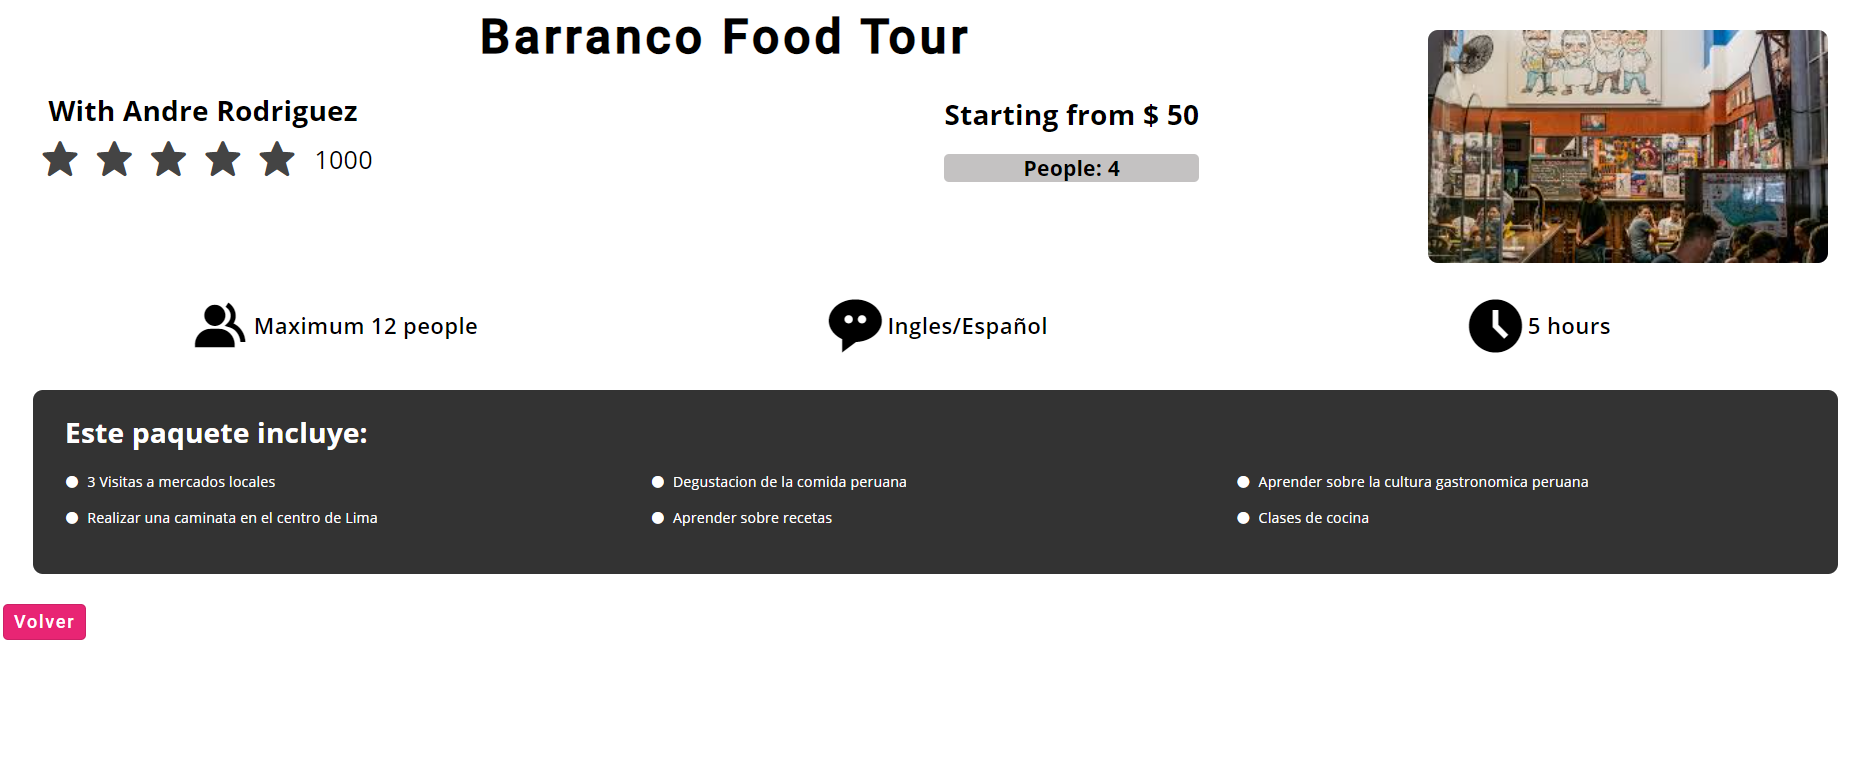 Barranco Food Tour
With Andre Rodriguez
1000
Starting from $ 50
People: 4
Maximum 12 people
Ingles/Español
5 hours
Este paquete incluye:
3 Visitas a mercados locales
Degustacion de la comida peruana
Aprender sobre la cultura gastronomica peruana
Realizar una caminata en el centro de Lima
Aprender sobre recetas
Clases de cocina
Volver